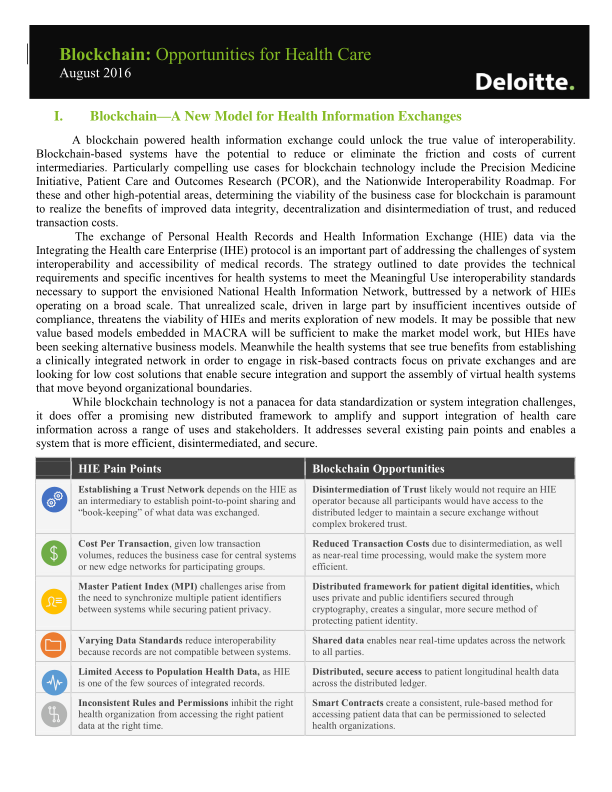 Blockchain: Opportunities for Health Care
August 2016
Deloitte.
I. Blockchain—A New Model for Health Information Exchanges
A blockchain powered health information exchange could unlock the true value of interoperability.
Blockchain-based systems have the potential to reduce or eliminate the friction and costs of current
intermediaries. Particularly compelling use cases for blockchain technology include the Precision Medicine
Initiative, Patient Care and Outcomes Research (PCOR), and the Nationwide Interoperability Roadmap. For
these and other high-potential areas, determining the viability of the business case for blockchain is paramount
to realize the benefits of improved data integrity, decentralization and disintermediation of trust, and reduced
transaction costs.
The exchange of Personal Health Records and Health Information Exchange (HIE) data via the
Integrating the Health care Enterprise (IHE) protocol is an important part of addressing the challenges of system
interoperability and accessibility of medical records. The strategy outlined to date provides the technical
requirements and specific incentives for health systems to meet the Meaningful Use interoperability standards
necessary to support the envisioned National Health Information Network, buttressed by a network of HIEs
operating on a broad scale. That unrealized scale, driven in large part by insufficient incentives outside of
compliance, threatens the viability of HIEs and merits exploration of new models. It may be possible that new
value based models embedded in MACRA will be sufficient to make the market model work, but HIEs have
been seeking alternative business models. Meanwhile the health systems that see true benefits from establishing
a clinically integrated network in order to engage in risk-based contracts focus on private exchanges and are
looking for low cost solutions that enable secure integration and support the assembly of virtual health systems
that move beyond organizational boundaries.
While blockchain technology is not a panacea for data standardization or system integration challenges,
it does offer a promising new distributed framework to amplify and support integration of health care
information across a range of uses and stakeholders. It addresses several existing pain points and enables a
system that is more efficient, disintermediated, and secure.
HIE Pain Points
Blockchain Opportunities
Establishing a Trust Network depends on the HIE as
an intermediary to establish point-to-point sharing and
“book-keeping” of what data was exchanged.
Disintermediation of Trust likely would not require an HIE
operator because all participants would have access to the
distributed ledger to maintain a secure exchange without
complex brokered trust.
Cost Per Transaction, given low transaction
volumes, reduces the business case for central systems
or new edge networks for participating groups.
Reduced Transaction Costs due to disintermediation, as well
as near-real time processing, would make the system more
efficient.
Master Patient Index (MPI) challenges arise from
the need to synchronize multiple patient identifiers
between systems while securing patient privacy.
Distributed framework for patient digital identities, which
uses private and public identifiers secured through
cryptography, creates a singular, more secure method of
protecting patient identity.
Varying Data Standards reduce interoperability
because records are not compatible between systems.
Shared data enables near real-time updates across the network
to all parties.
Limited Access to Population Health Data, as HIE
is one of the few sources of integrated records.
Distributed, secure access to patient longitudinal health data
across the distributed ledger.
Inconsistent Rules and Permissions inhibit the right
health organization from accessing the right patient
data at the right time.
Smart Contracts create a consistent, rule-based method for
accessing patient data that can be permissioned to selected
health organizations.